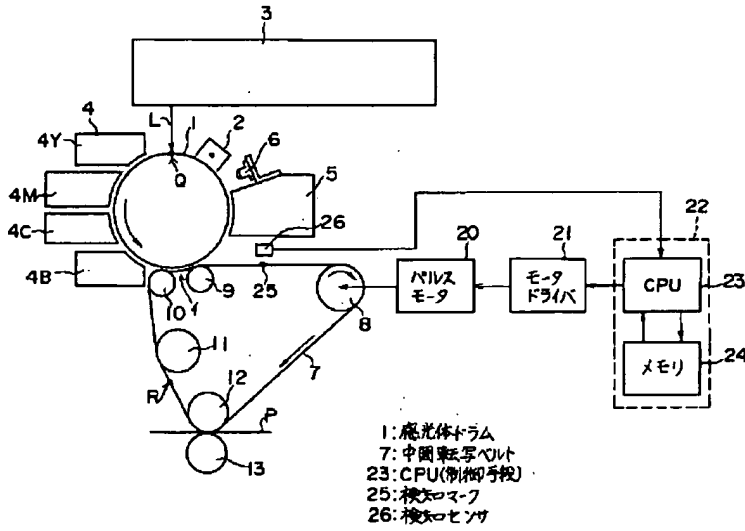 3
L
1
2
4
4Y
6
Q
4M
5
4C
26
22
20
21
4B
25
パルス
モータ
モータ
ドライバ
CPU
23
9
10
8
11
メモリ
24
7
12
R
P
13
1:感光体ドラム
7:中間転写ベルト
23:CPU(制御手段)
25:検知マーク
26:検知センサ